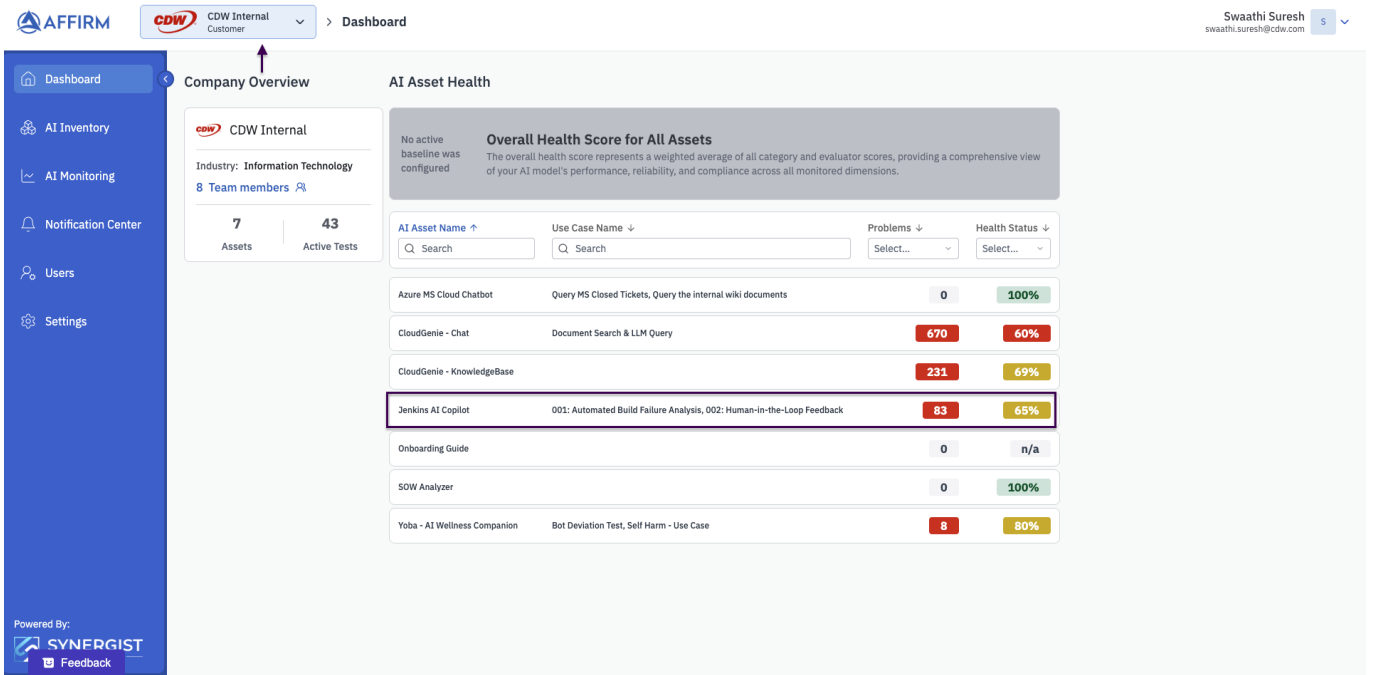 AFFIRM
CDW
CDW Internal
Customer
> Dashboard
Swaathi Suresh
swaathi.suresh@cdw.com
S
Dashboard
AI Inventory
AI Monitoring
Notification Center
Users
Settings
Powered By:
SYNERGIST
Feedback
Company Overview
CDW
CDW Internal
Industry: Information Technology
8 Team members
7 43
Assets Active Tests
AI Asset Health
No active
baseline was
configured
Overall Health Score for All Assets
The overall health score represents a weighted average of all category and evaluator scores, providing a comprehensive view
of your AI model's performance, reliability, and compliance across all monitored dimensions.
AI Asset Name ↑ Use Case Name ↓ Problems ↓ Health Status ↓
Search Search Select... Select...
Azure MS Cloud Chatbot Query MS Closed Tickets, Query the internal wiki documents 0 100%
CloudGenie - Chat Document Search & LLM Query 670 60%
CloudGenie - KnowledgeBase 231 69%
Jenkins AI Copilot 001: Automated Build Failure Analysis, 002: Human-in-the-Loop Feedback 83 65%
Onboarding Guide 0 n/a
SOW Analyzer 0 100%
Yoba - AI Wellness Companion Bot Deviation Test, Self Harm - Use Case 8 80%